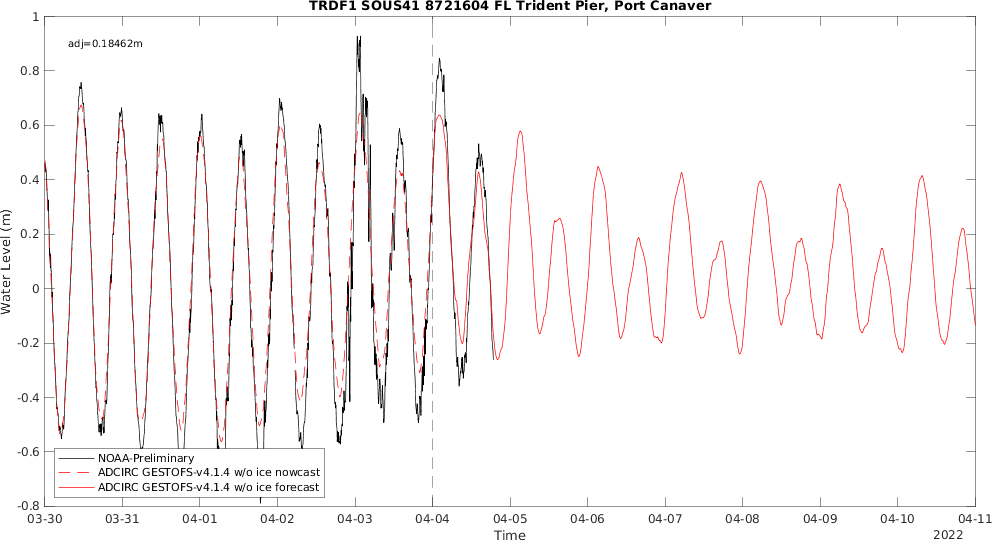 TRDF1 SOUS41 8721604 FL Trident Pier, Port Canaver
adj=0.18462m
Water Level (m)
1
0.8
0.6
0.4
0.2
0
-0.2
-0.4
-0.6
-0.8
NOAA-Preliminary
ADCIRC GESTOFS-v4.1.4 w/o ice nowcast
ADCIRC GESTOFS-v4.1.4 w/o ice forecast
03-30 03-31 04-01 04-02 04-03 04-04 04-05 04-06 04-07 04-08 04-09 04-10 04-11
Time
2022